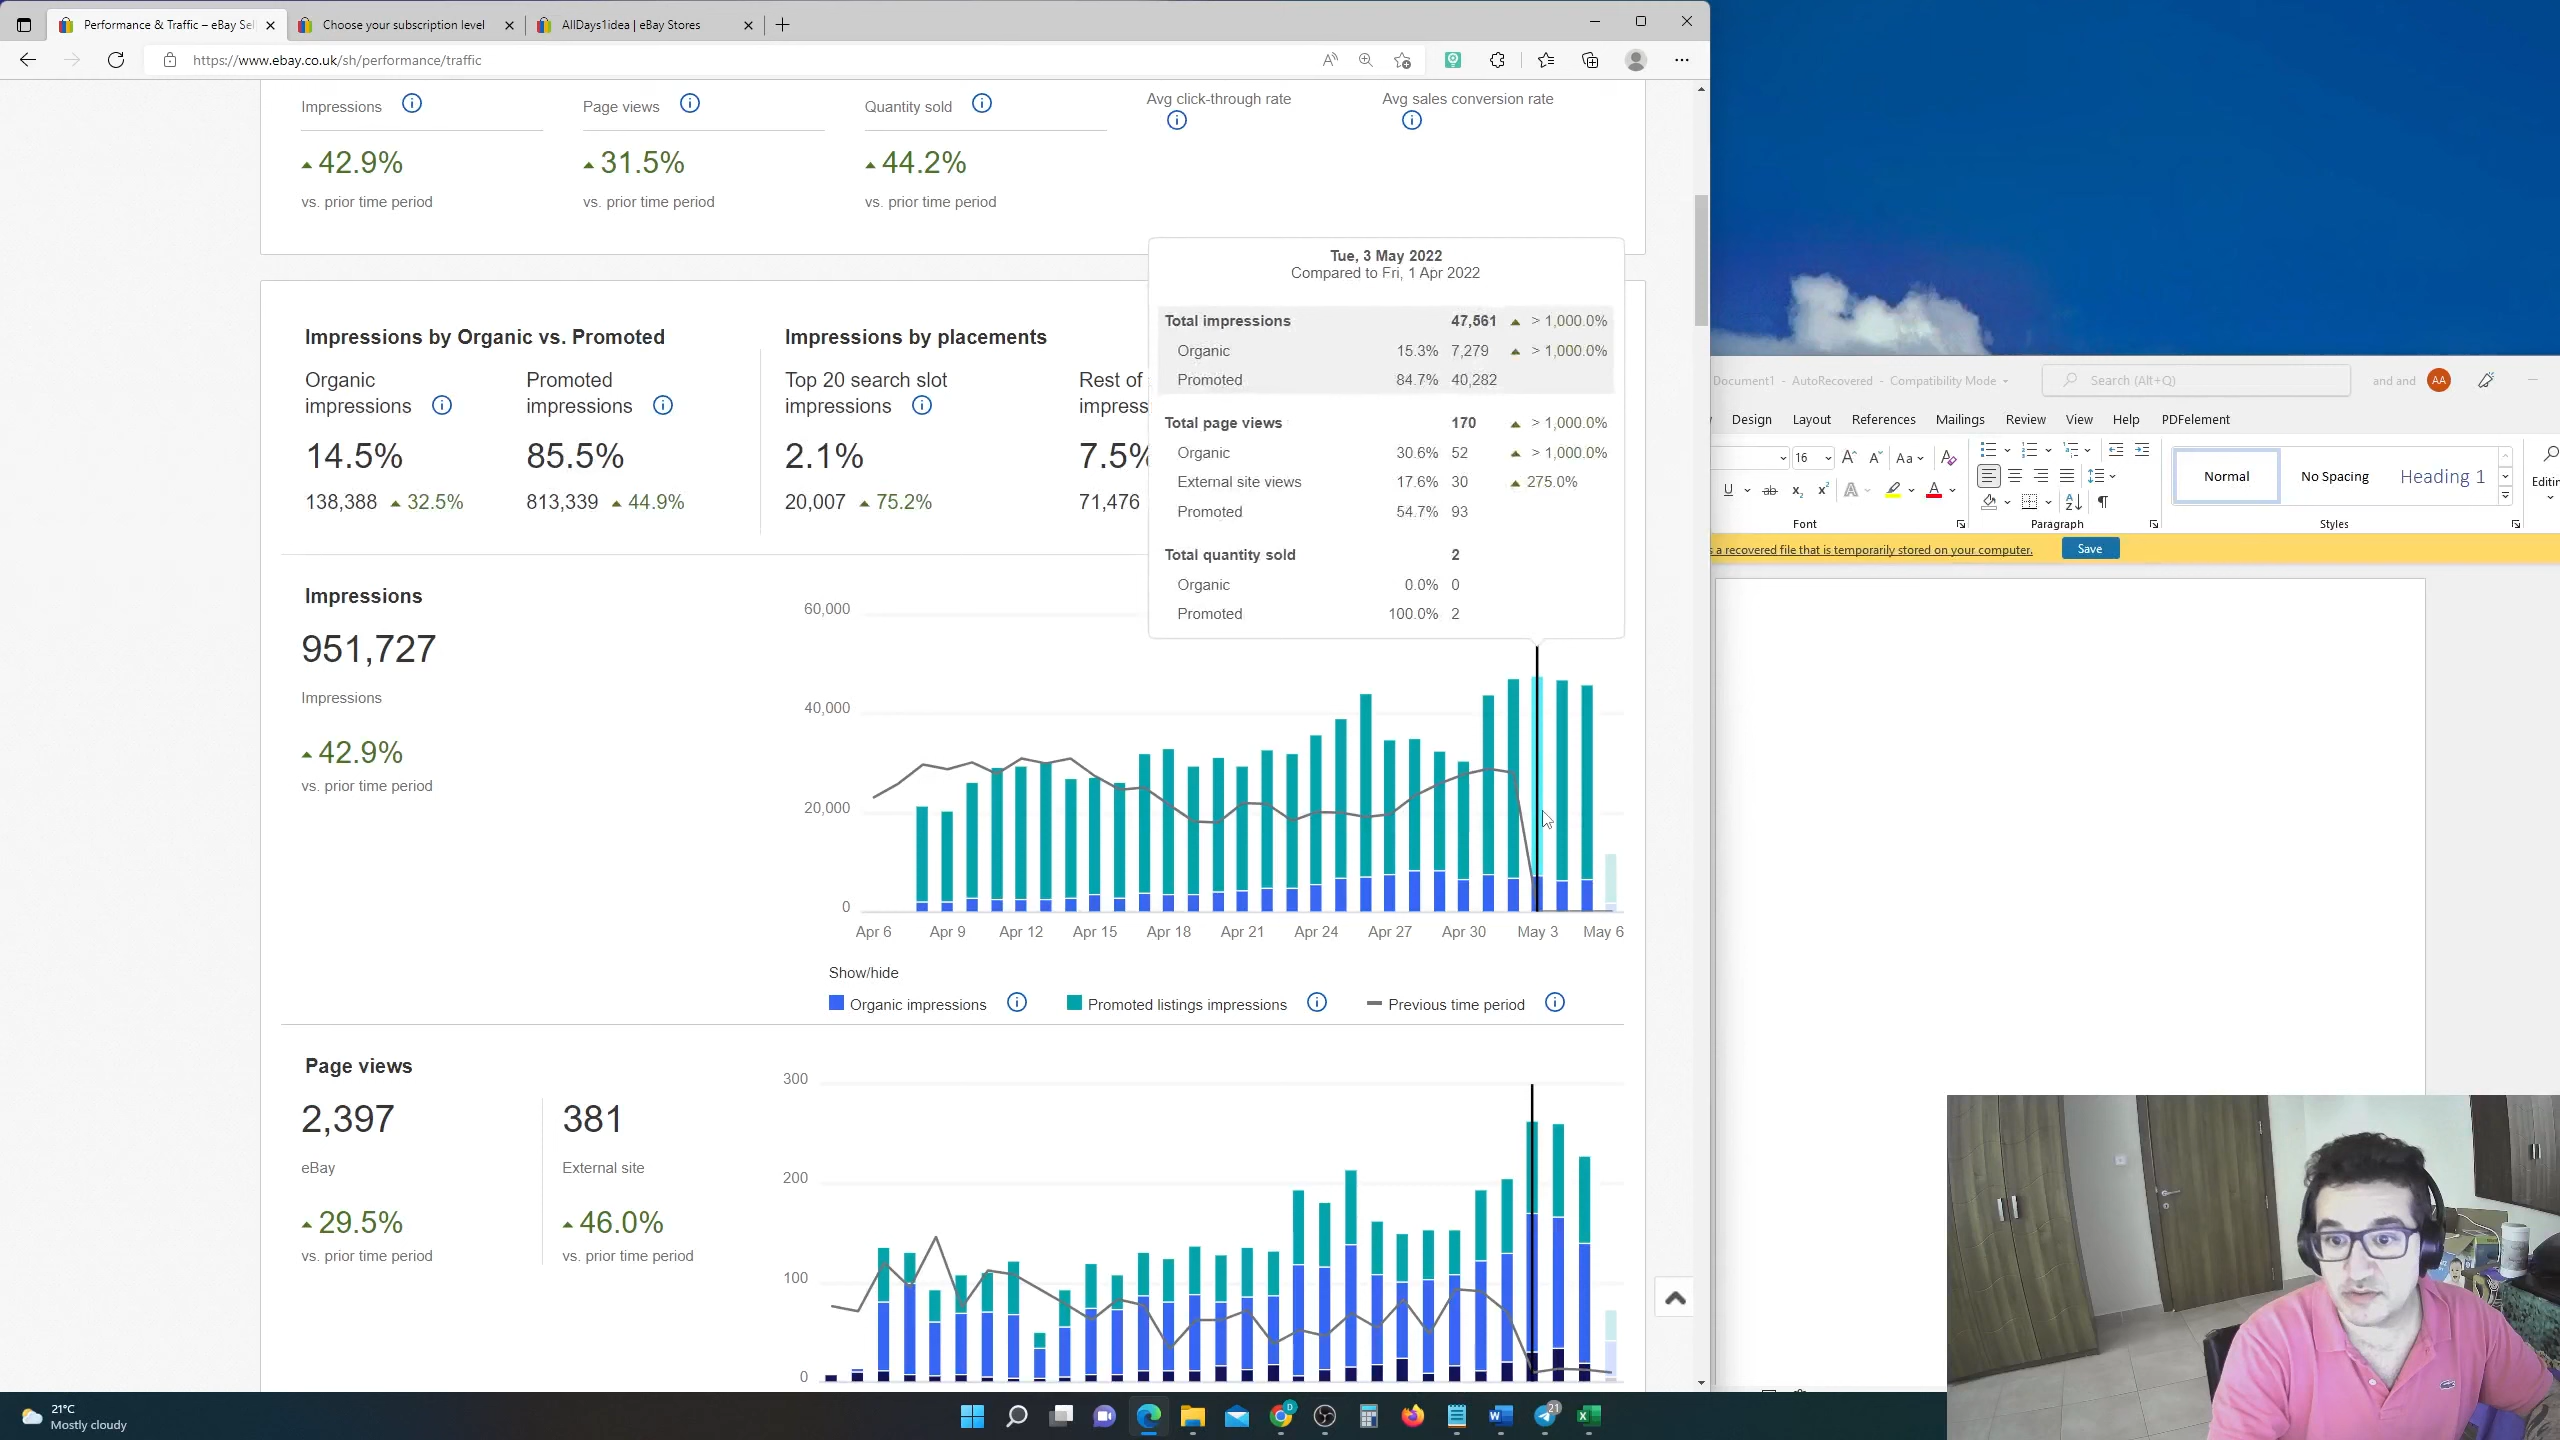 Performance & Traffic – eBay Sel
Choose your subscription level
AllDays1idea | eBay Stores
https://www.ebay.co.uk/sh/performance/traffic
Impressions
Page views
Quantity sold
Avg click-through rate
Avg sales conversion rate
42.9%
31.5%
44.2%
vs. prior time period
vs. prior time period
vs. prior time period
Tue, 3 May 2022
Compared to Fri, 1 Apr 2022
Total impressions 47,561 > 1,000.0%
Organic 15.3% 7,279 > 1,000.0%
Promoted 84.7% 40,282
Total page views 170 > 1,000.0%
Organic 30.6% 52 > 1,000.0%
External site views 17.6% 30 275.0%
Promoted 54.7% 93
Total quantity sold 2
Organic 0.0% 0
Promoted 100.0% 2
Impressions by Organic vs. Promoted
Organic
impressions
14.5%
138,388 32.5%
Promoted
impressions
85.5%
813,339 44.9%
Impressions by placements
Top 20 search slot
impressions
2.1%
20,007 75.2%
Rest of
impress
7.5%
71,476
Impressions
951,727
Impressions
42.9%
vs. prior time period
60,000
40,000
20,000
0
Apr 6 Apr 9 Apr 12 Apr 15 Apr 18 Apr 21 Apr 24 Apr 27 Apr 30 May 3 May 6
Show/hide
Organic impressions
Promoted listings impressions
Previous time period
Page views
2,397
eBay
29.5%
vs. prior time period
381
External site
46.0%
vs. prior time period
300
200
100
0
Document1 - AutoRecovered - Compatibility Mode
Search (Alt+Q)
and and
AA
Design Layout References Mailings Review View Help PDFelement
16
Aa
Normal
No Spacing
Heading 1
Editin
Font
Paragraph
Styles
s a recovered file that is temporarily stored on your computer.
Save
21°C
Mostly cloudy
D
21